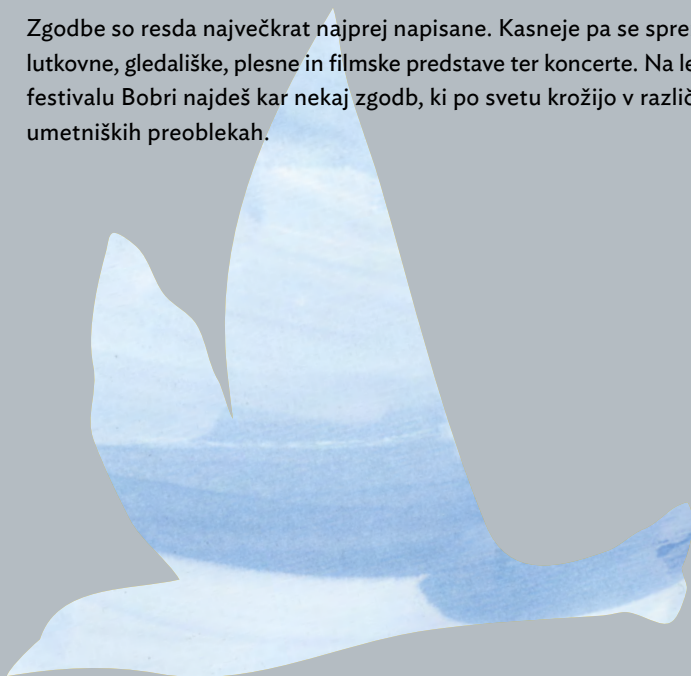 Zgodbe so resda največkrat najprej napisane. Kasneje pa se spre
lutkovne, gledališke, plesne in filmske predstave ter koncerte. Na le
festivalu Bobri najdeš kar nekaj zgodb, ki po svetu krožijo v različ
umetniških preoblekah.